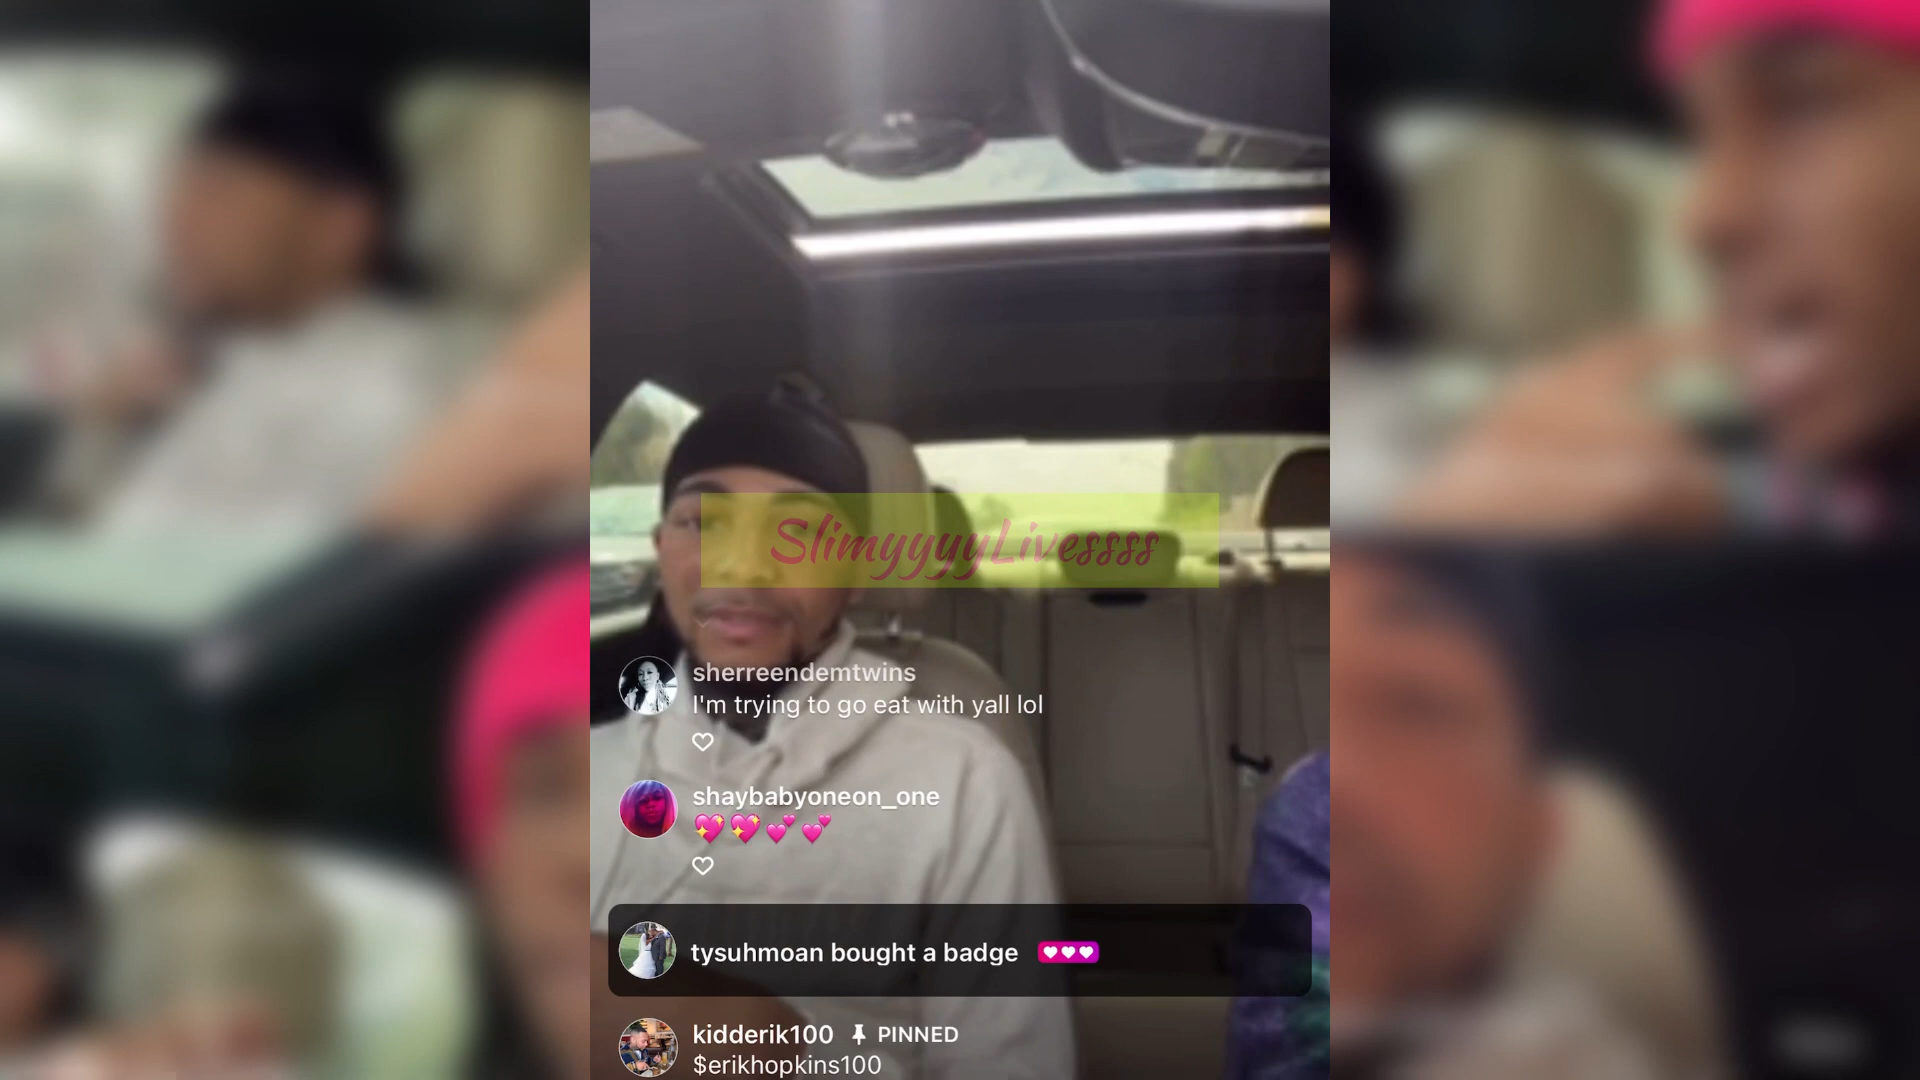 SlimyyyyLivessss
sherreendemtwins
I'm trying to go eat with yall lol
shaybabyoneon_one
💖💖💕💕
tysuhmoan bought a badge
kidderik100 PINNED
$erikhopkins100